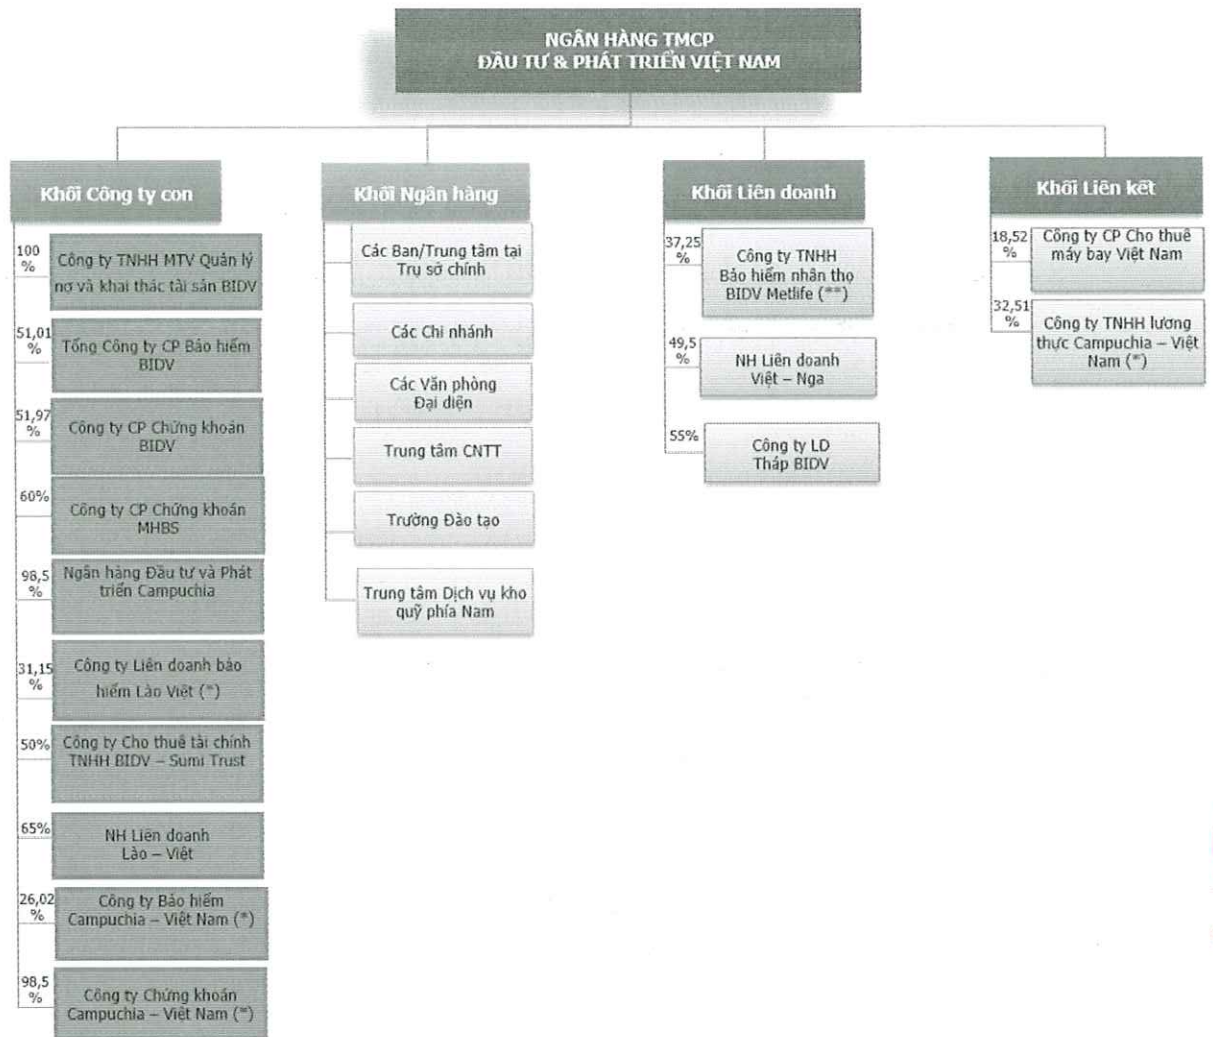 NGÂN HÀNG TMCP
ĐẦU TƯ & PHÁT TRIỂN VIỆT NAM
Khối Công ty con
100
%
Công ty TNHH MTV Quản lý
nợ và khai thác tài sản BIDV
51,01
%
Tổng Công ty CP Bảo hiểm
BIDV
51,97
%
Công ty CP Chứng khoán
BIDV
60%
Công ty CP Chứng khoán
MHBS
98,5
%
Ngân hàng Đầu tư và Phát
triển Campuchia
31,15
%
Công ty Liên doanh bảo
hiểm Lào Việt (*)
50%
Công ty Cho thuê tài chính
TNHH BIDV – Sumi Trust
65%
NH Liên doanh
Lào – Việt
26,02
%
Công ty Bảo hiểm
Campuchia – Việt Nam (*)
98,5
%
Công ty Chứng khoán
Campuchia – Việt Nam (*)
Khối Ngân hàng
Các Ban/Trung tâm tại
Trụ sở chính
Các Chi nhánh
Các Văn phòng
Đại diện
Trung tâm CNTT
Trường Đào tạo
Trung tâm Dịch vụ kho
quỹ phía Nam
Khối Liên doanh
37,25
%
Công ty TNHH
Bảo hiểm nhân thọ
BIDV Metlife (**)
49,5
%
NH Liên doanh
Việt – Nga
55%
Công ty LD
Tháp BIDV
Khối Liên kết
18,52
%
Công ty CP Cho thuê
máy bay Việt Nam
32,51
%
Công ty TNHH lương
thực Campuchia – Việt
Nam (*)